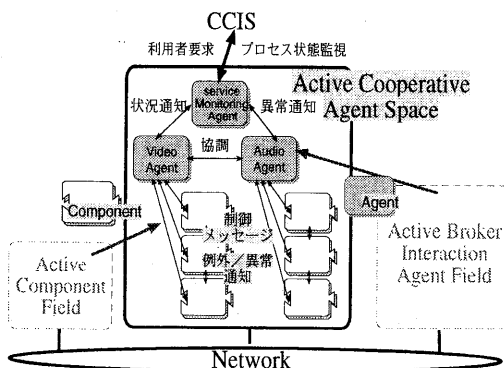 CCIS
利用者要求 プロセス状態監視
service
Monitoring
Agent
Active Cooperative
Agent Space
状況通知
異常通知
Video
Agent
協調
Audio
Agent
Component
制御
メッセージ
例外/異常
通知
Agent
Active
Component
Field
Active Broker
Interaction
Agent Field
Network